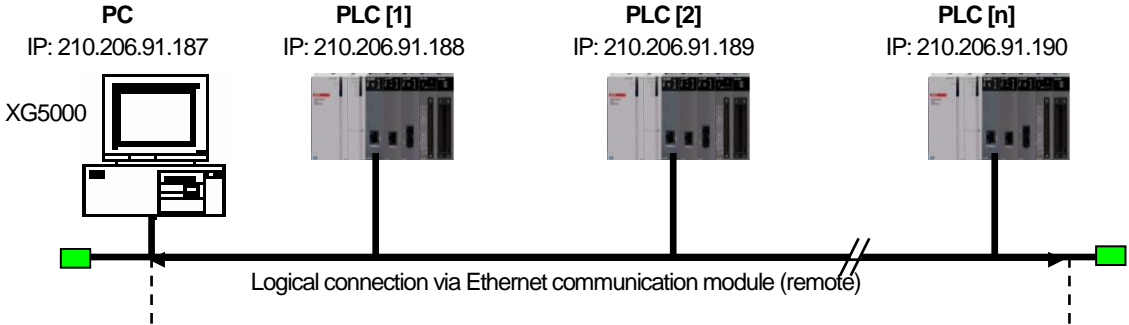 PC PLC [1] PLC [2] PLC [n]
IP: 210.206.91.187 IP: 210.206.91.188 IP: 210.206.91.189 IP: 210.206.91.190
XG5000
Logical connection via Ethernet communication module (remote)